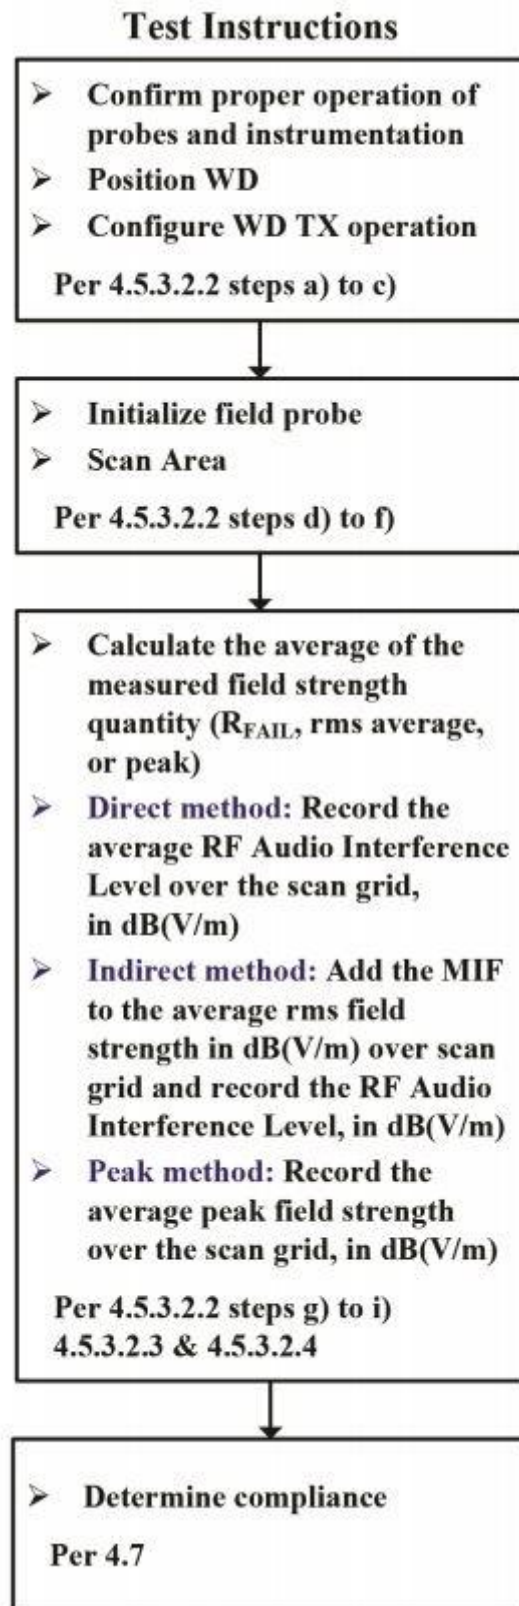 Test Instructions
➢ Confirm proper operation of
probes and instrumentation
➢ Position WD
➢ Configure WD TX operation
Per 4.5.3.2.2 steps a) to c)
➢ Initialize field probe
➢ Scan Area
Per 4.5.3.2.2 steps d) to f)
➢ Calculate the average of the
measured field strength
quantity (RFAIL, rms average,
or peak)
➢ Direct method: Record the
average RF Audio Interference
Level over the scan grid,
in dB(V/m)
➢ Indirect method: Add the MIF
to the average rms field
strength in dB(V/m) over scan
grid and record the RF Audio
Interference Level, in dB(V/m)
➢ Peak method: Record the
average peak field strength
over the scan grid, in dB(V/m)
Per 4.5.3.2.2 steps g) to i)
4.5.3.2.3 & 4.5.3.2.4
➢ Determine compliance
Per 4.7